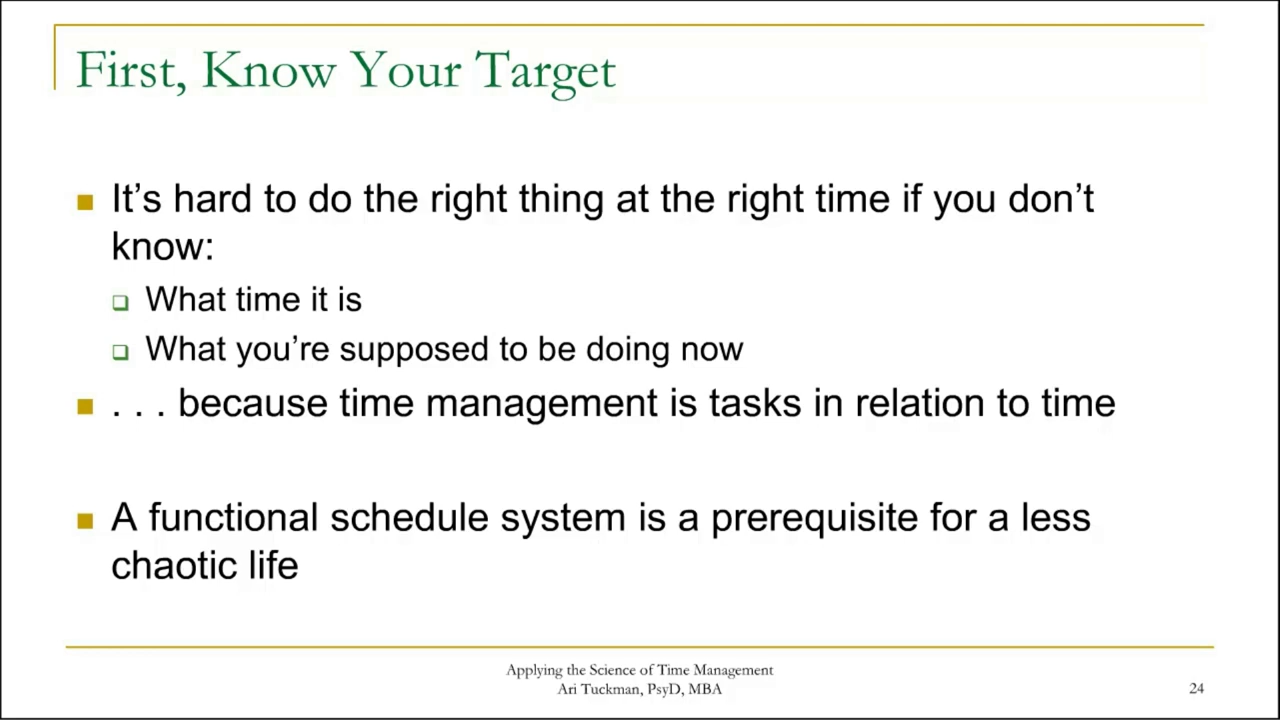 First, Know Your Target
It’s hard to do the right thing at the right time if you don’t
know:
What time it is
What you’re supposed to be doing now
. . . because time management is tasks in relation to time
A functional schedule system is a prerequisite for a less
chaotic life
Applying the Science of Time Management
Ari Tuckman, PsyD, MBA
24